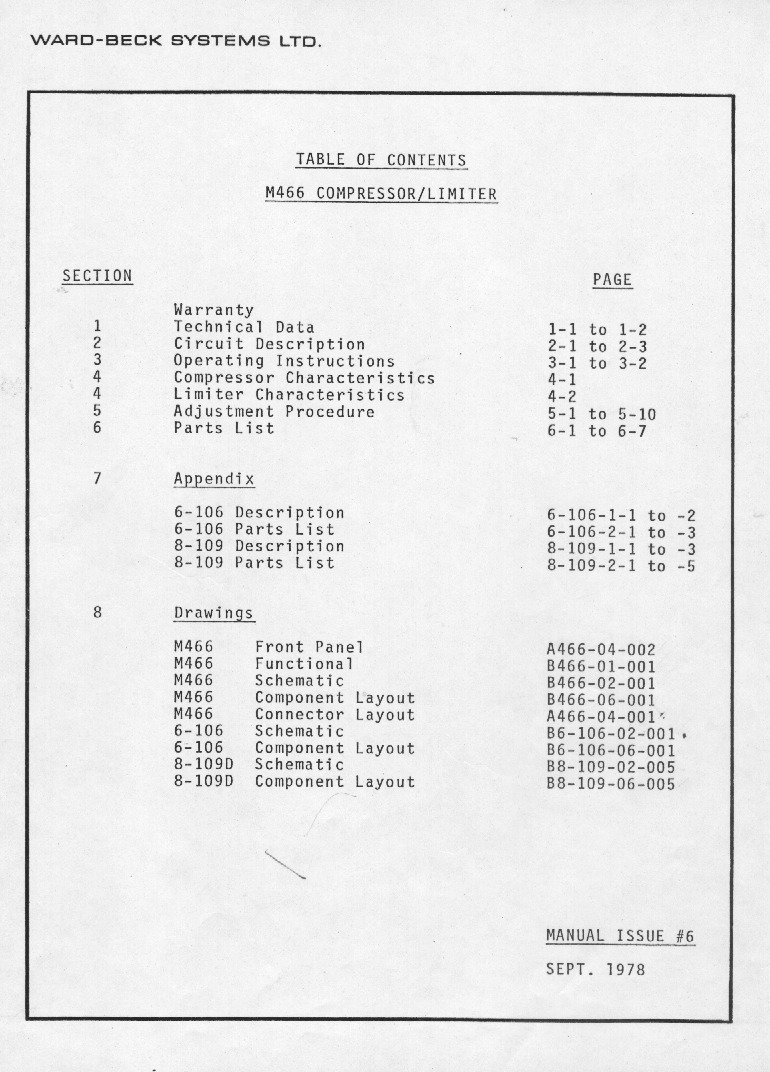 WARD-BECK SYSTEMS LTD.
TABLE OF CONTENTS
M466 COMPRESSOR/LIMITER
SECTION PAGE
Warranty
1 Technical Data 1-1 to 1-2
2 Circuit Description 2-1 to 2-3
3 Operating Instructions 3-1 to 3-2
4 Compressor Characteristics 4-1
4 Limiter Characteristics 4-2
5 Adjustment Procedure 5-1 to 5-10
6 Parts List 6-1 to 6-7
7 Appendix
6-106 Description 6-106-1-1 to -2
6-106 Parts List 6-106-2-1 to -3
8-109 Description 8-109-1-1 to -3
8-109 Parts List 8-109-2-1 to -5
8 Drawings
M466 Front Panel A466-04-002
M466 Functional B466-01-001
M466 Schematic B466-02-001
M466 Component Layout B466-06-001
M466 Connector Layout A466-04-001
6-106 Schematic B6-106-02-001
6-106 Component Layout B6-106-06-001
8-109D Schematic B8-109-02-005
8-109D Component Layout B8-109-06-005
MANUAL ISSUE #6
SEPT. 1978